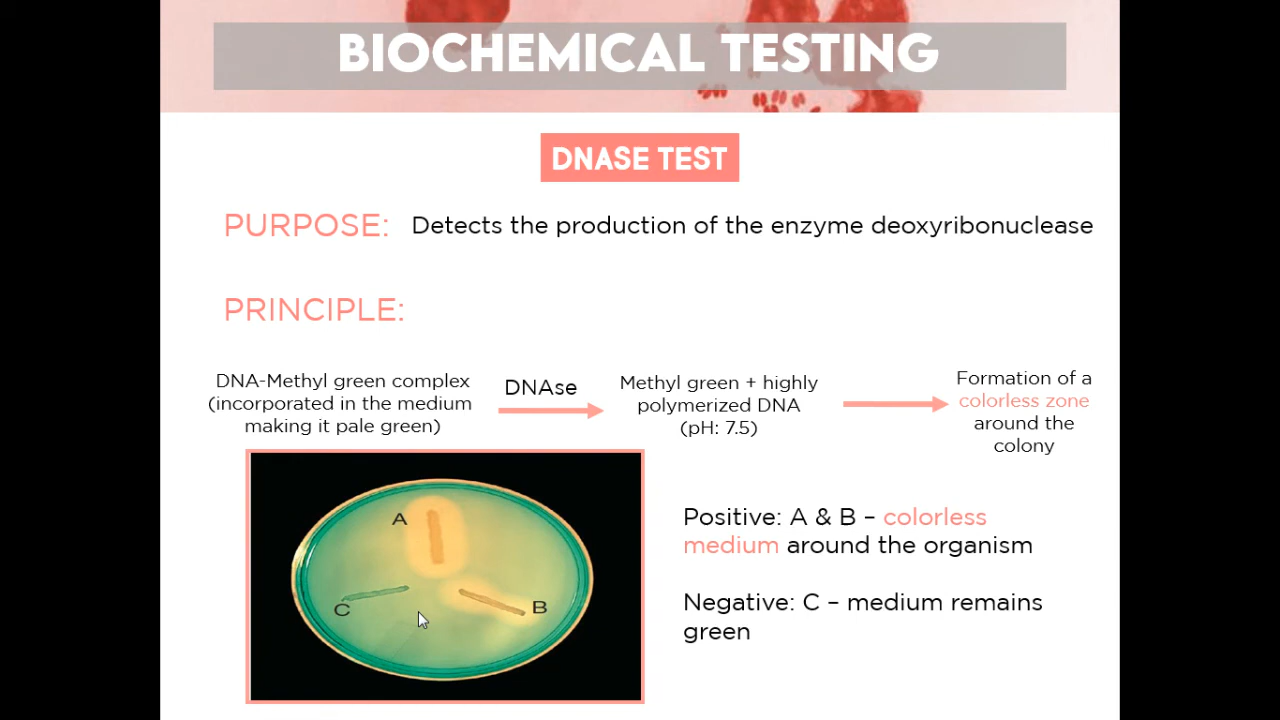 BIOCHEMICAL TESTING
DNASE TEST
PURPOSE: Detects the production of the enzyme deoxyribonuclease
PRINCIPLE:
DNA-Methyl green complex
(incorporated in the medium
making it pale green)
DNAse
Methyl green + highly
polymerized DNA
(pH: 7.5)
Formation of a
colorless zone
around the
colony
A
C
B
Positive: A & B – colorless
medium around the organism
Negative: C – medium remains
green